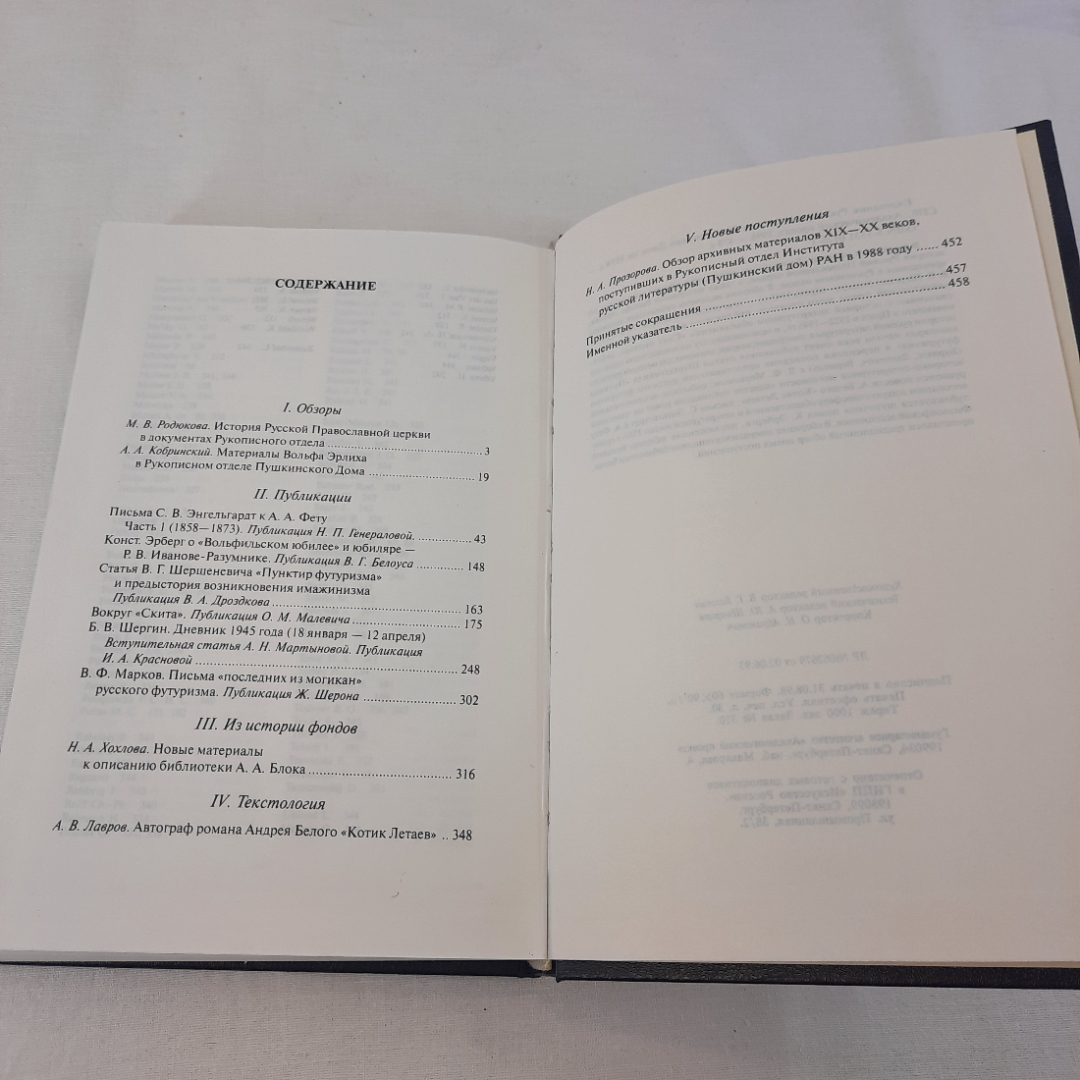 СОДЕРЖАНИЕ
I. Обзоры
М. В. Родюкова. История Русской Православной церкви
в документах Рукописного отдела ........ 3
А. А. Кобринский. Материалы Вольфа Эрлиха
в Рукописном отделе Пушкинского Дома ........ 19
II. Публикации
Письма С. В. Энгельгардт к А. А. Фету
Часть 1 (1858—1873). Публикация Н. П. Генераловой. ........ 43
Конст. Эрберг о «Вольфильском юбилее» и юбиляре —
Р. В. Иванове-Разумнике. Публикация В. Г. Белоуса ........ 148
Статья В. Г. Шершеневича «Пунктир футуризма»
и предыстория возникновения имажинизма
Публикация В. А. Дроздкова ........ 163
Вокруг «Скита». Публикация О. М. Малевича ........ 175
Б. В. Шергин. Дневник 1945 года (18 января — 12 апреля)
Вступительная статья А. Н. Мартыновой. Публикация
И. А. Красновой ........ 248
В. Ф. Марков. Письма «последних из могикан»
русского футуризма. Публикация Ж. Шерона ........ 302
III. Из истории фондов
Н. А. Хохлова. Новые материалы
к описанию библиотеки А. А. Блока ........ 316
IV. Текстология
А. В. Лавров. Автограф романа Андрея Белого «Котик Летаев» .. 348
V. Новые поступления
Н. А. Прозорова. Обзор архивных материалов XIX—XX веков,
поступивших в Рукописный отдел Института
русской литературы (Пушкинский дом) РАН в 1988 году ...... 452
Принятые сокращения ........ 457
Именной указатель ........ 458